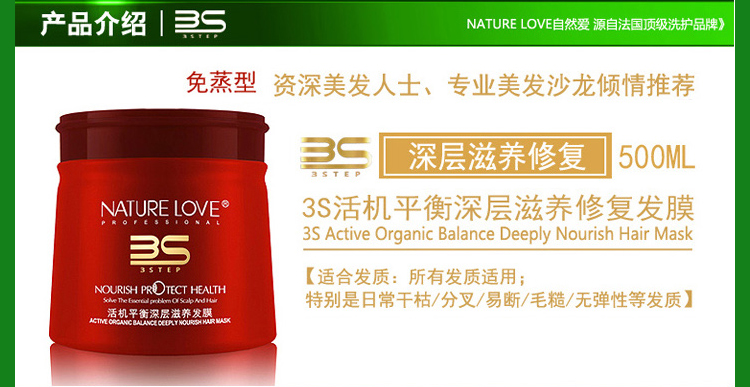 产品介绍 | 3S
3STEP
NATURE LOVE自然爱 源自法国顶级洗护品牌》
免蒸型 资深美发人士、专业美发沙龙倾情推荐
3S
3STEP
深层滋养修复 500ML
3S活机平衡深层滋养修复发膜
3S Active Organic Balance Deeply Nourish Hair Mask
【适合发质：所有发质适用；
特别是日常干枯/分叉/易断/毛糙/无弹性等发质】
NATURE LOVE®
PROFESSIONAL
3S
3STEP
NOURISH PROTECT HEALTH
Solve The Essential problem Of Scalp And Hair
活机平衡深层滋养发膜
ACTIVE ORGANIC BALANCE DEEPLY NOURISH HAIR MASK